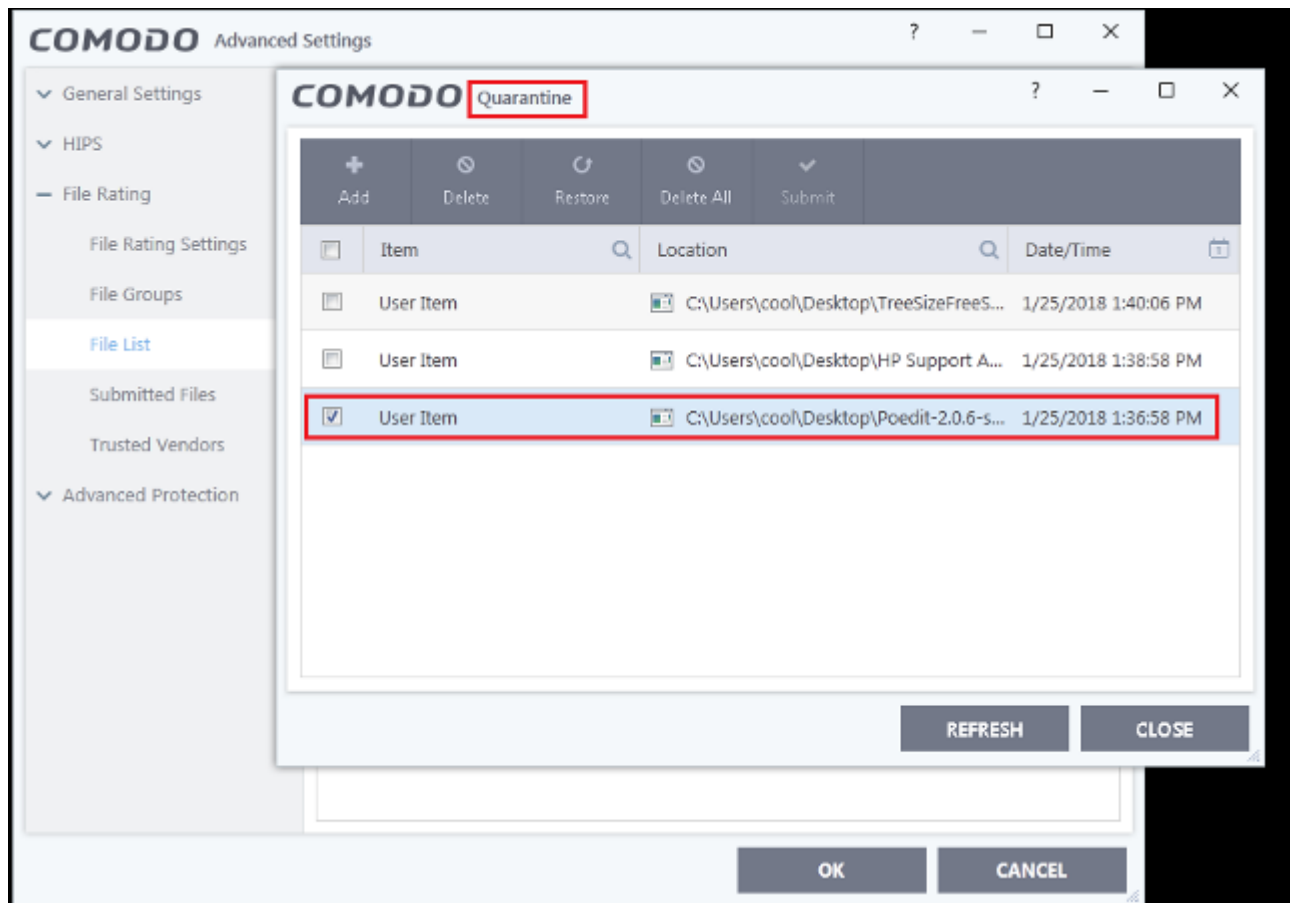 COMODO Advanced Settings
General Settings
HIPS
File Rating
File Rating Settings
File Groups
File List
Submitted Files
Trusted Vendors
Advanced Protection
COMODO Quarantine
Add Delete Restore Delete All Submit
Item Location Date/Time
User Item C:\Users\cool\Desktop\TreeSizeFreeS... 1/25/2018 1:40:06 PM
User Item C:\Users\cool\Desktop\HP Support A... 1/25/2018 1:38:58 PM
User Item C:\Users\cool\Desktop\Poedit-2.0.6-s... 1/25/2018 1:36:58 PM
REFRESH CLOSE
OK CANCEL